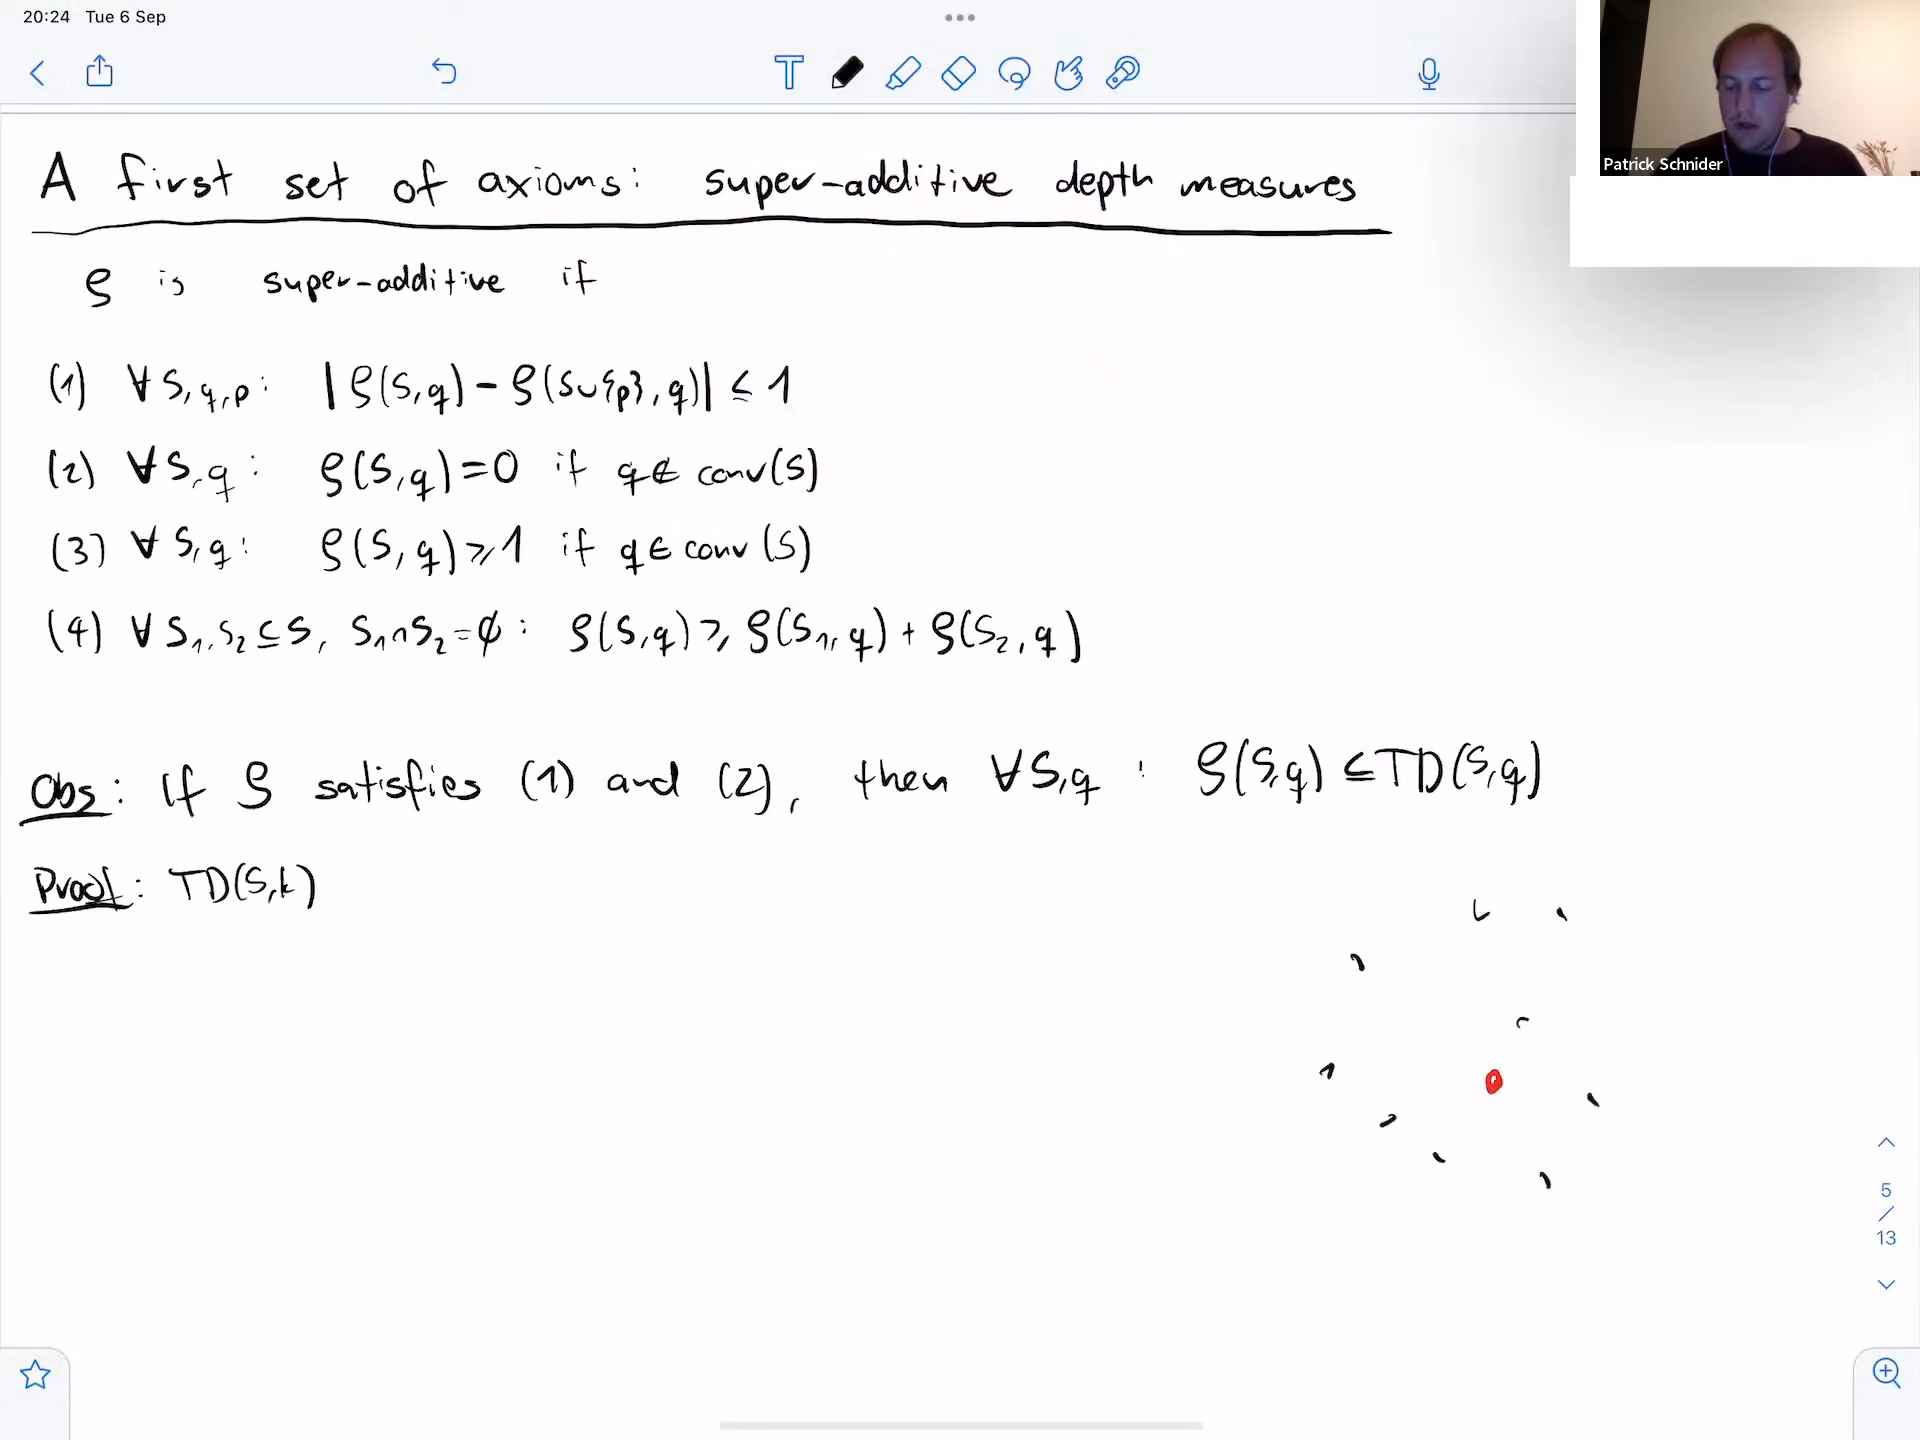 20:24 Tue 6 Sep
Patrick Schnider
A first set of axioms: super-additive depth measures
ϱ is super-additive if
(1) ∀ S,q,p: |ϱ(S,q) - ϱ(S∪{p},q)| ≤ 1
(2) ∀ S,q: ϱ(S,q)=0 if q∉conv(S)
(3) ∀ S,q: ϱ(S,q)≥1 if q∈conv(S)
(4) ∀ S₁,S₂⊆S, S₁∩S₂=∅: ϱ(S,q)≥ϱ(S₁,q)+ϱ(S₂,q)
Obs: If ϱ satisfies (1) and (2), then ∀S,q: ϱ(S,q)≤TD(S,q)
Proof: TD(S,k)
5
/
13